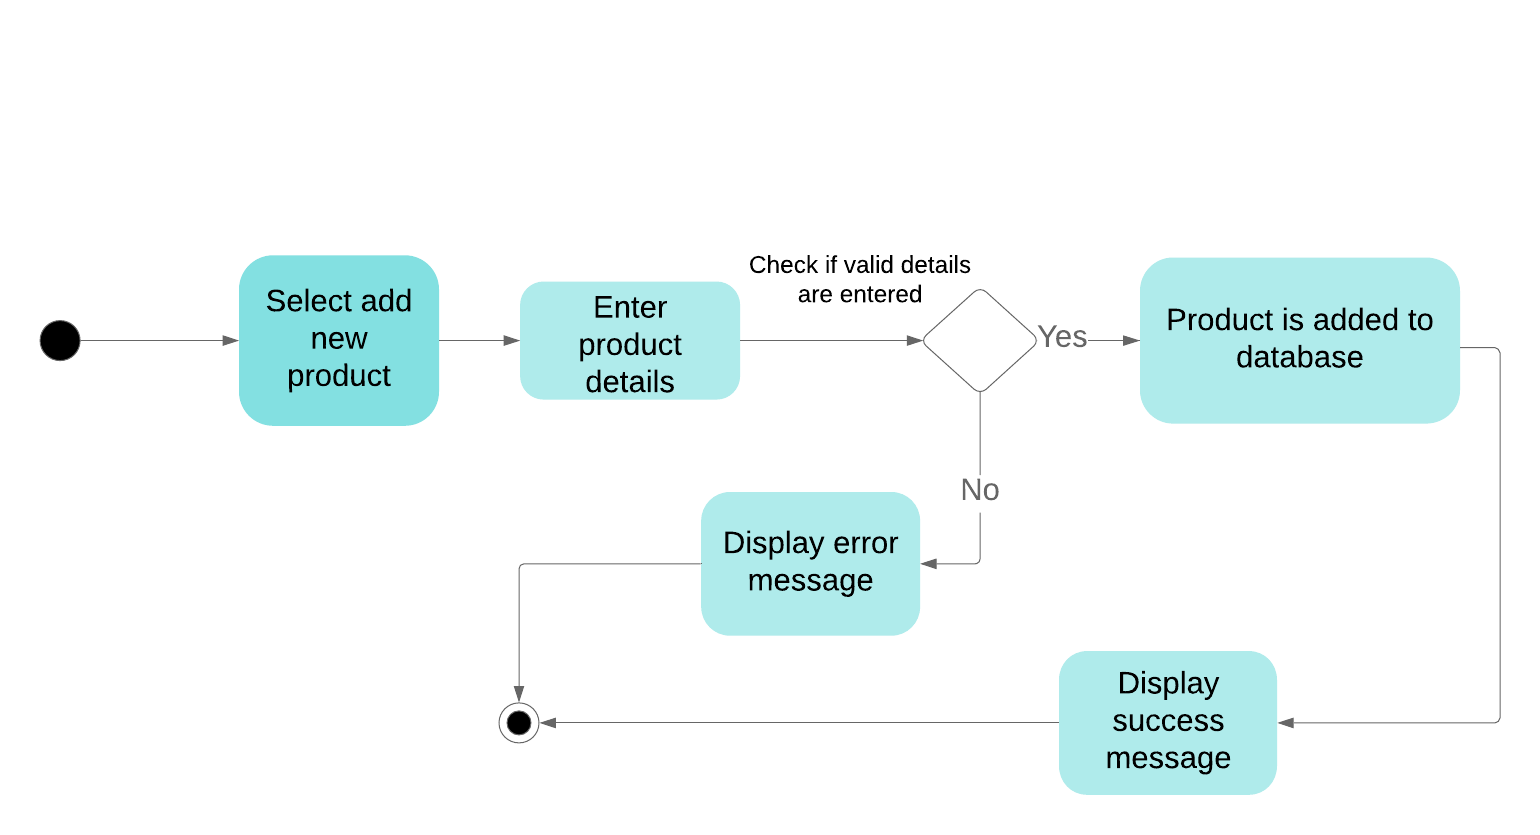 Select add
new
product
Enter
product
details
Check if valid details
are entered
Yes
Product is added to
database
No
Display error
message
Display
success
message